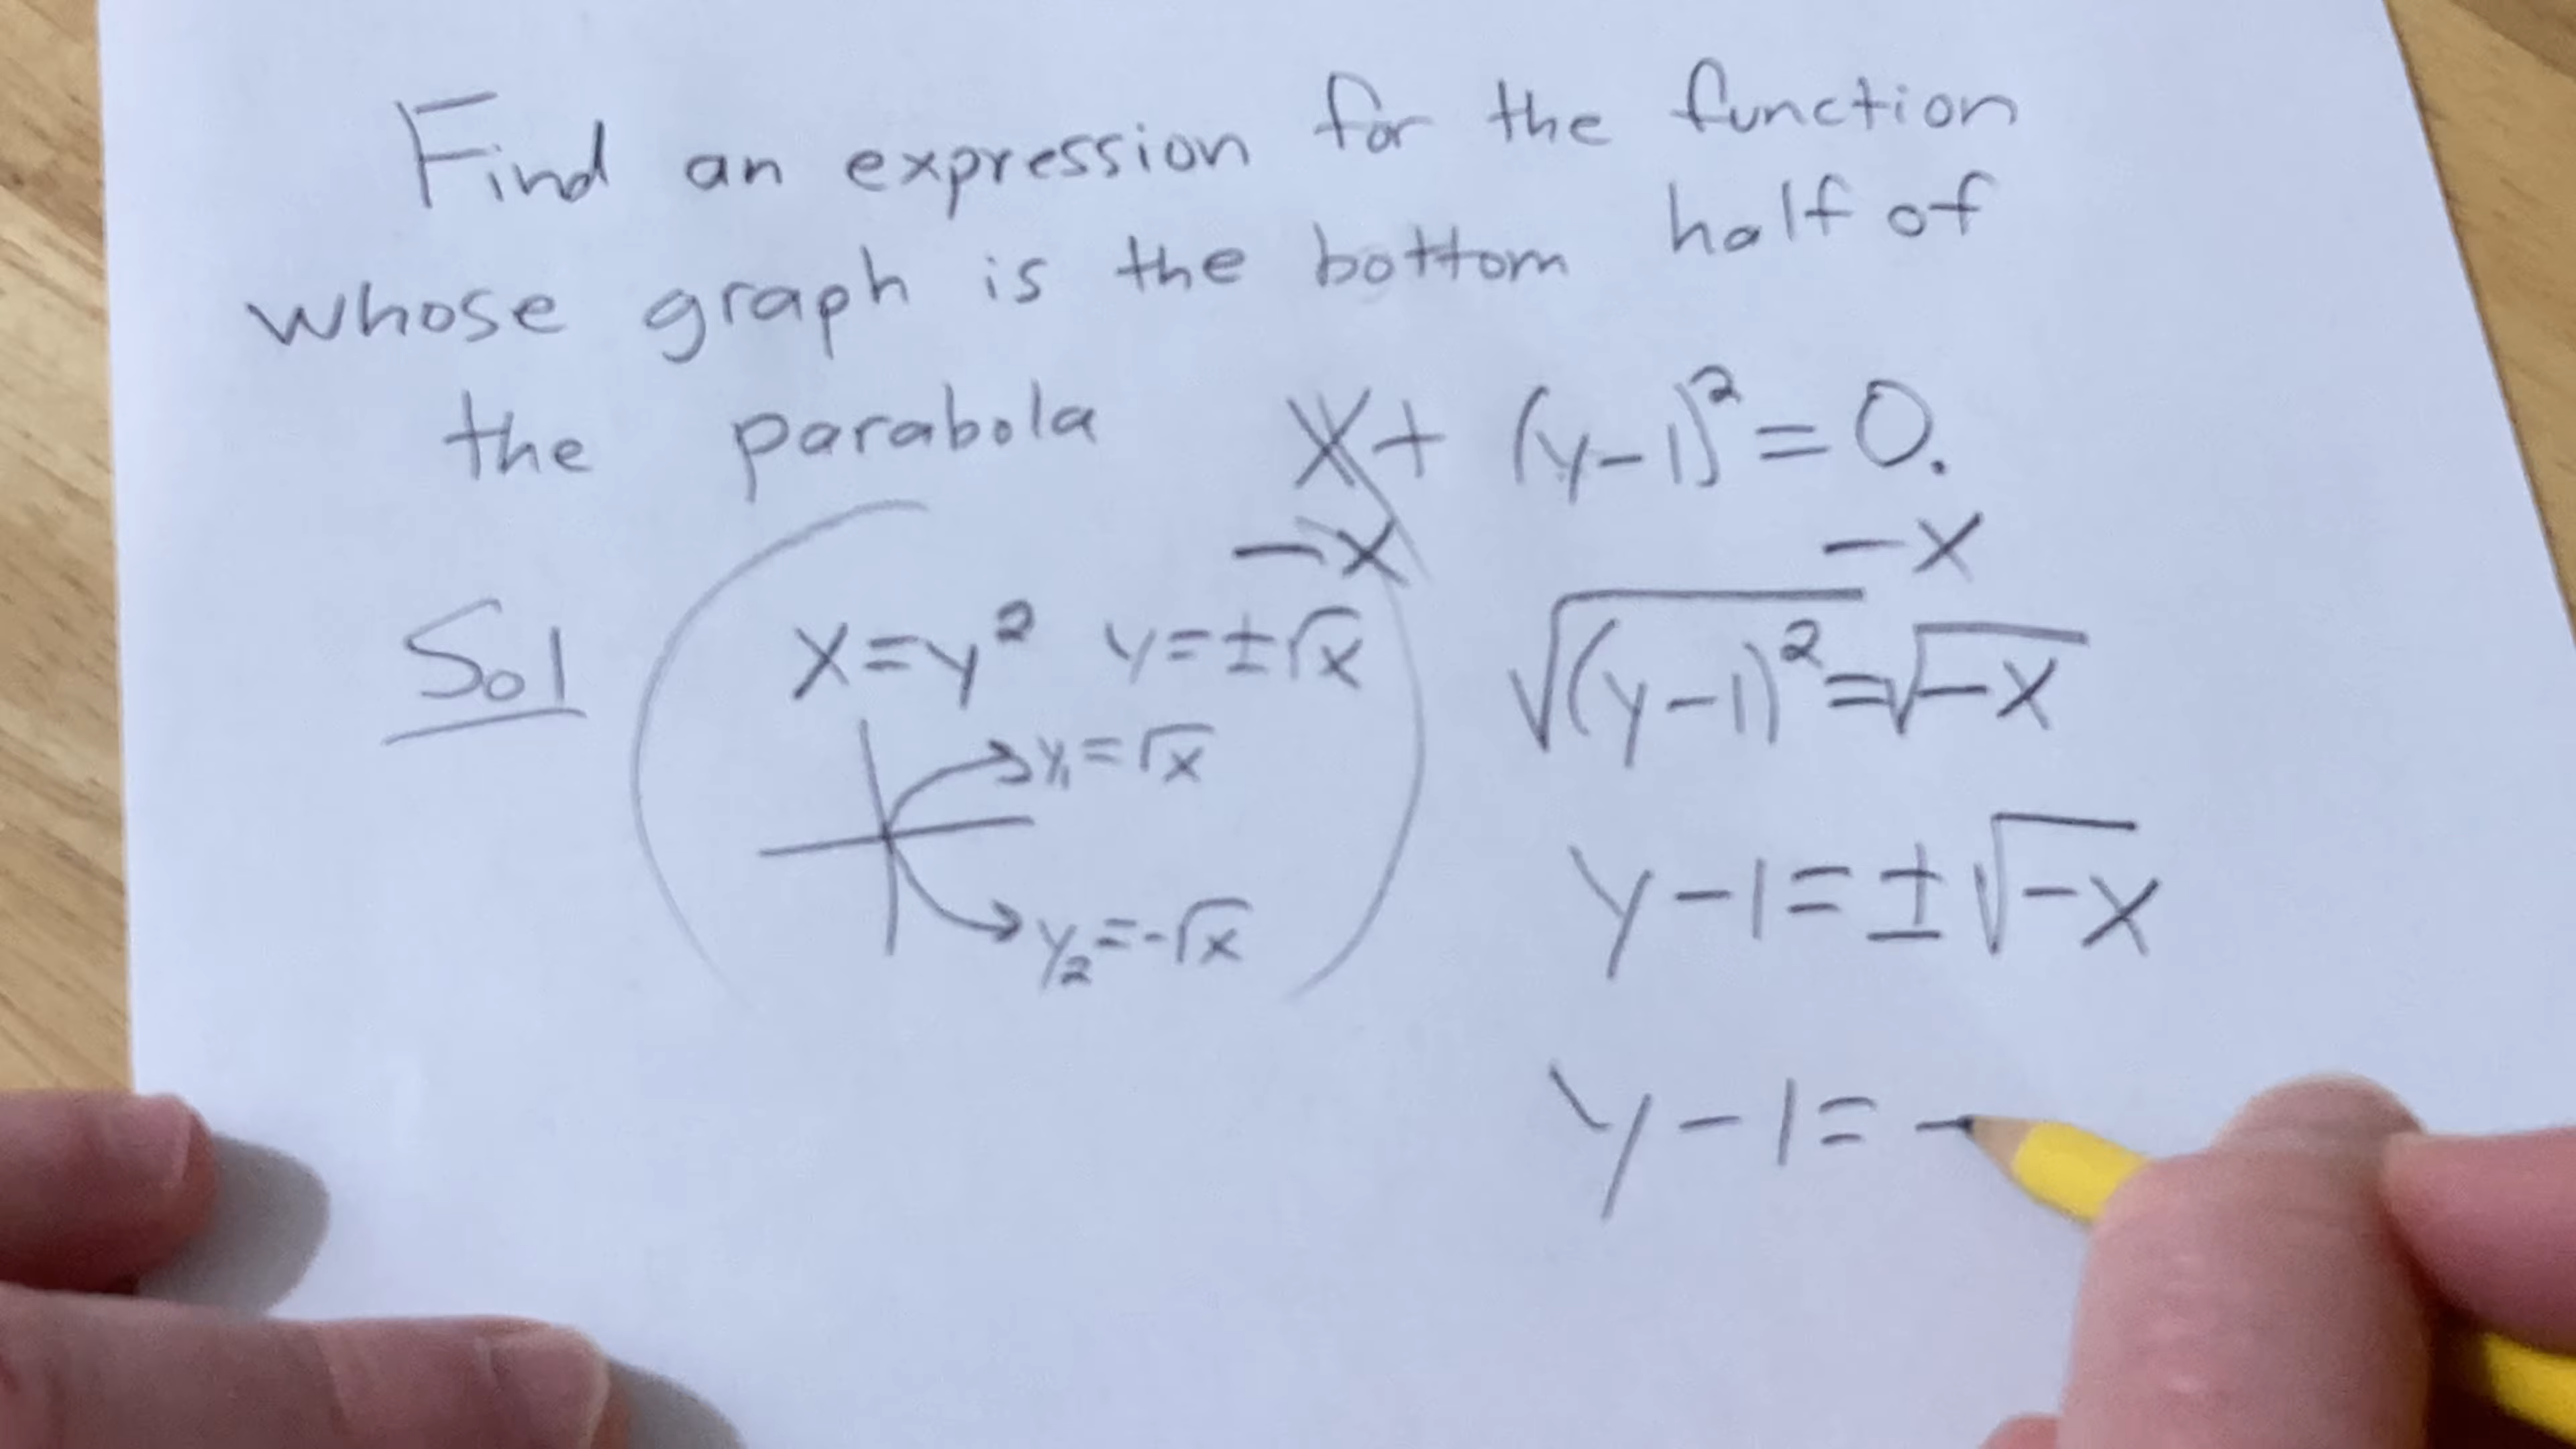 Find an expression for the function
whose graph is the bottom half of
the parabola x + (y-1)² = 0.
-x -x
Sol
x=y² y=±√x
y₁=√x
y₂=-√x
√(y-1)²=√-x
y-1=±√-x
y-1= -